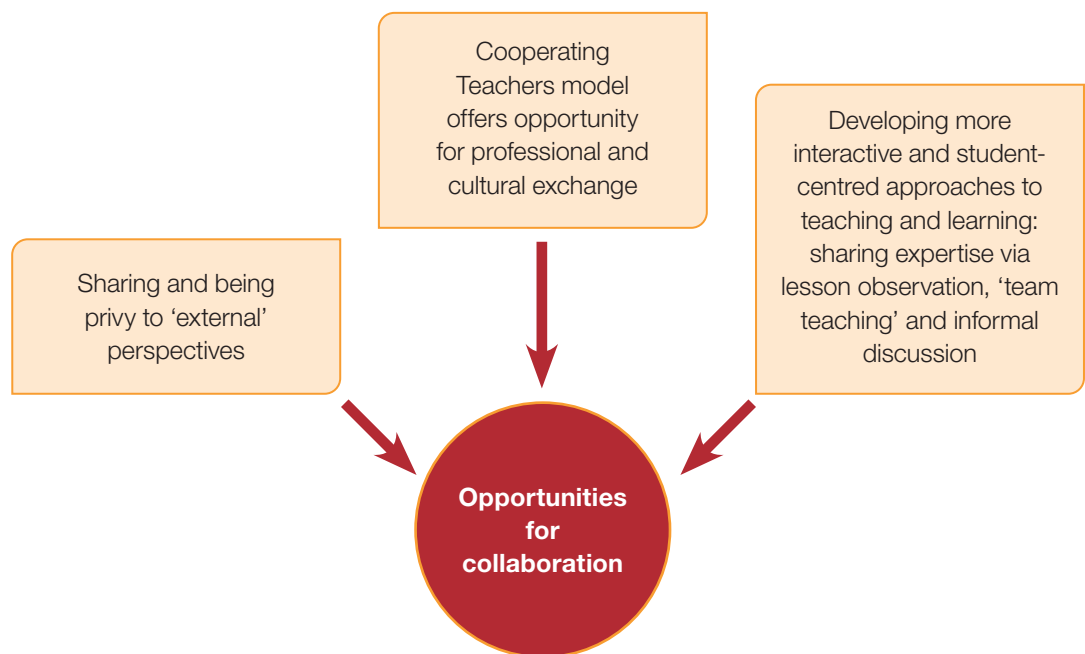 Cooperating
Teachers model
offers opportunity
for professional and
cultural exchange
Developing more
interactive and student-
centred approaches to
teaching and learning:
sharing expertise via
lesson observation, ‘team
teaching’ and informal
discussion
Sharing and being
privy to ‘external’
perspectives
Opportunities
for
collaboration